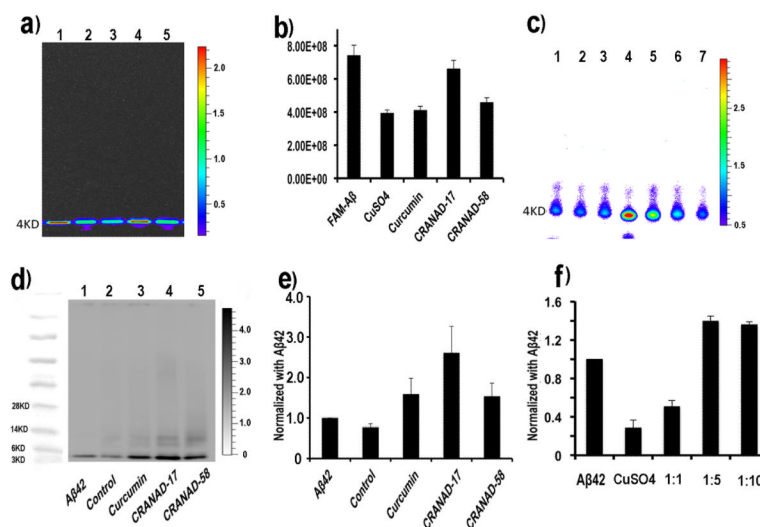 a)
1 2 3 4 5
4KD
2.0
1.5
1.0
0.5
b)
8.00E+08
6.00E+08
4.00E+08
2.00E+08
0.00E+00
FAM-Aβ
CuSO4
Curcumin
CRANAD-17
CRANAD-58
c)
1 2 3 4 5 6 7
4KD
2.5
1.5
0.5
d)
1 2 3 4 5
28KD
14KD
6KD
3KD
4.0
3.0
2.0
1.0
0
Aβ42
Control
Curcumin
CRANAD-17
CRANAD-58
e)
Normalized with Aβ42
4.0
3.0
2.0
1.0
0.0
Aβ42
Control
Curcumin
CRANAD-17
CRANAD-58
f)
Normalized with Aβ42
1.6
1.2
0.8
0.4
0
Aβ42 CuSO4 1:1 1:5 1:10